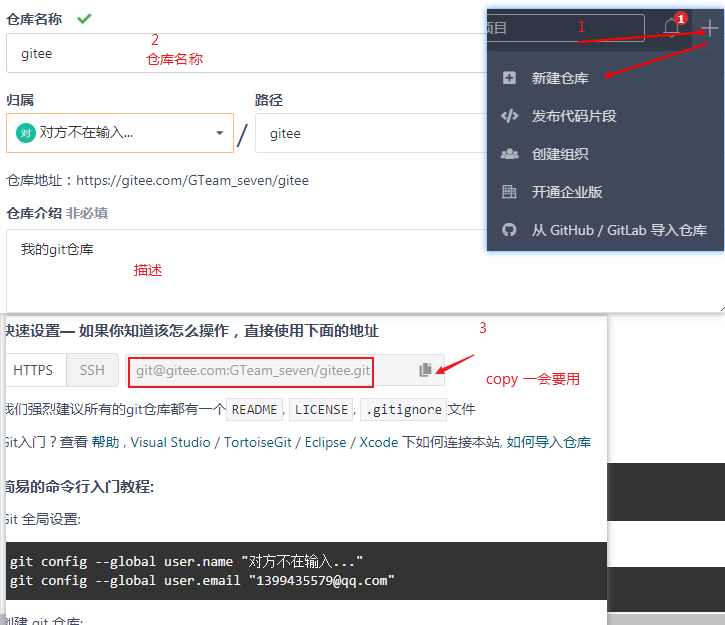 仓库名称
gitee
2
仓库名称
归属
路径
对
对方不在输入...
/
gitee
仓库地址：https://gitee.com/GTeam_seven/gitee
仓库介绍 非必填
我的git仓库
描述
项目
1
1
新建仓库
发布代码片段
创建组织
开通企业版
从 GitHub / GitLab 导入仓库
快速设置— 如果你知道该怎么操作，直接使用下面的地址
HTTPS
SSH
git@gitee.com:GTeam_seven/gitee.git
3
copy 一会要用
我们强烈建议所有的git仓库都有一个 README , LICENSE , .gitignore 文件
Git入门？查看 帮助 , Visual Studio / TortoiseGit / Eclipse / Xcode 下如何连接本站, 如何导入仓库
简易的命令行入门教程:
Git 全局设置:
git config --global user.name "对方不在输入..."
git config --global user.email "1399435579@qq.com"
创建 git 仓库: